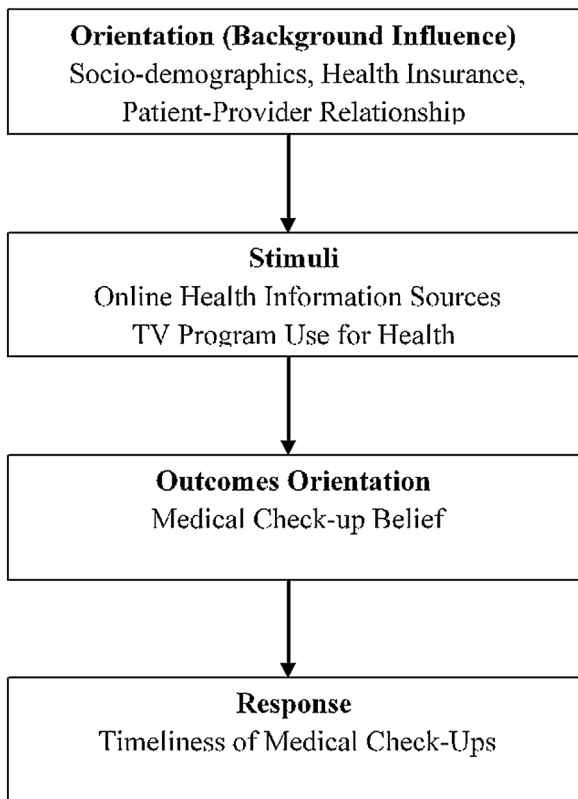 Orientation (Background Influence)
Socio-demographics, Health Insurance,
Patient-Provider Relationship
Stimuli
Online Health Information Sources
TV Program Use for Health
Outcomes Orientation
Medical Check-up Belief
Response
Timeliness of Medical Check-Ups